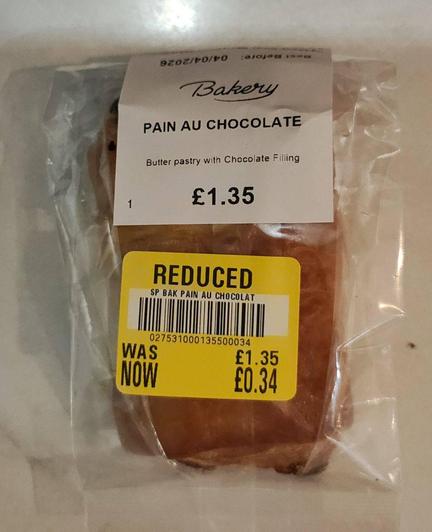 Best Before: 04/04/2026
Bakery
PAIN AU CHOCOLATE
Butter pastry with Chocolate Filling
1 £1.35
REDUCED
SP BAK PAIN AU CHOCOLAT
027531000135500034
WAS £1.35
NOW £0.34